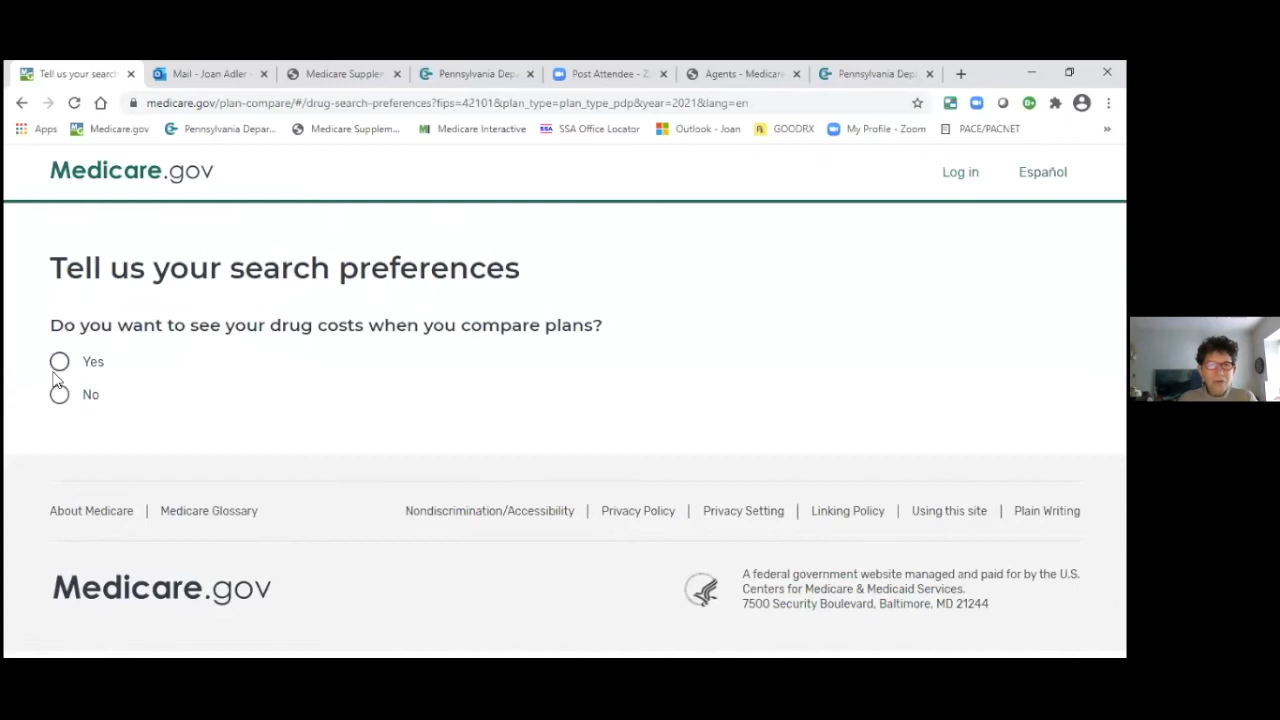 Tell us your search
Mail - Joan Adler -
Medicare Supplem
Pennsylvania Depa
Post Attendee - Z
Agents - Medicare
Pennsylvania Dep
medicare.gov/plan-compare/#/drug-search-preferences?fips=42101&plan_type=plan_type_pdp&year=2021&lang=en
Apps Medicare.gov Pennsylvania Depar... Medicare Supplem... MI Medicare Interactive SSA SSA Office Locator Outlook - Joan GOODRX My Profile - Zoom PACE/PACNET »
Medicare.gov Log in Español
Tell us your search preferences
Do you want to see your drug costs when you compare plans?
Yes
No
About Medicare | Medicare Glossary Nondiscrimination/Accessibility | Privacy Policy | Privacy Setting | Linking Policy | Using this site | Plain Writing
Medicare.gov
A federal government website managed and paid for by the U.S.
Centers for Medicare & Medicaid Services.
7500 Security Boulevard, Baltimore, MD 21244